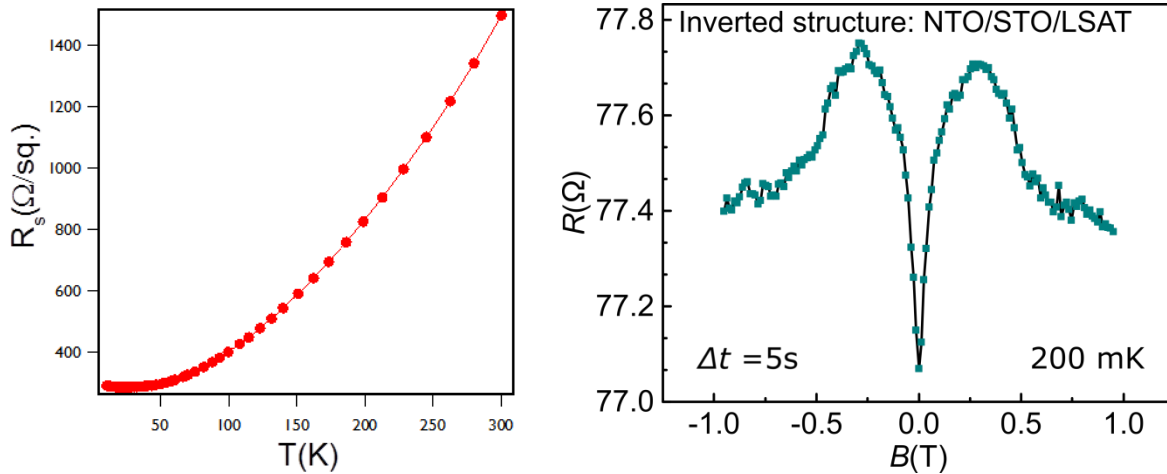 R_s(Ω/sq.)
1400
1200
1000
800
600
400
50 100 150 200 250 300
T(K)
Inverted structure: NTO/STO/LSAT
R(Ω)
77.8
77.6
77.4
77.2
77.0
Δt =5s 200 mK
-1.0 -0.5 0.0 0.5 1.0
B(T)